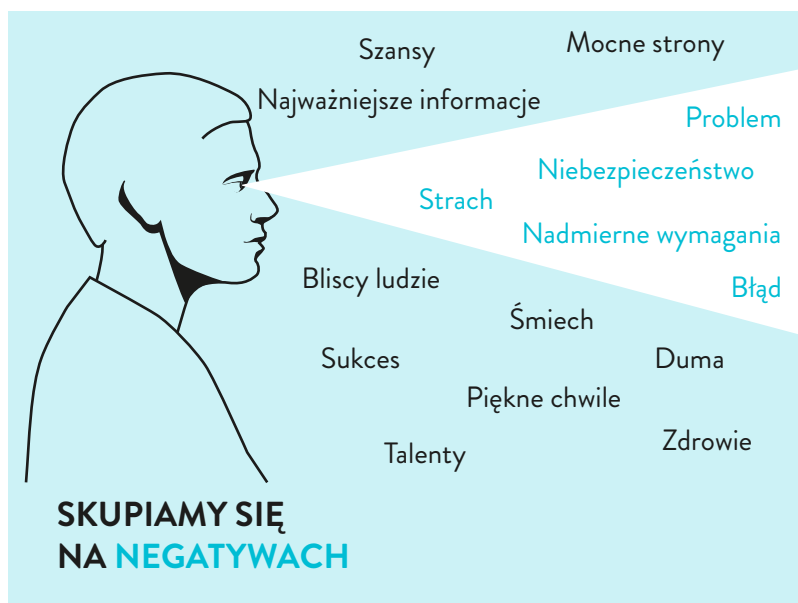 Szansy
Mocne strony
Najważniejsze informacje
Problem
Niebezpieczeństwo
Strach
Nadmierne wymagania
Bliscy ludzie
Błąd
Śmiech
Sukces
Duma
Piękne chwile
Talenty
Zdrowie
SKUPIAMY SIĘ
NA NEGATYWACH